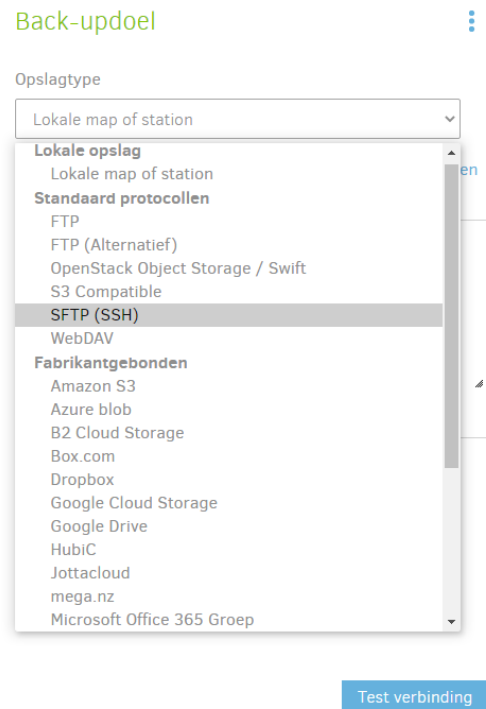 Back-updoel
Opslagtype
Lokale map of station
Lokale opslag
Lokale map of station
en
Standaard protocollen
FTP
FTP (Alternatief)
OpenStack Object Storage / Swift
S3 Compatible
SFTP (SSH)
WebDAV
Fabrikantgebonden
Amazon S3
Azure blob
B2 Cloud Storage
Box.com
Dropbox
Google Cloud Storage
Google Drive
HubiC
Jottacloud
mega.nz
Microsoft Office 365 Groep
Test verbinding